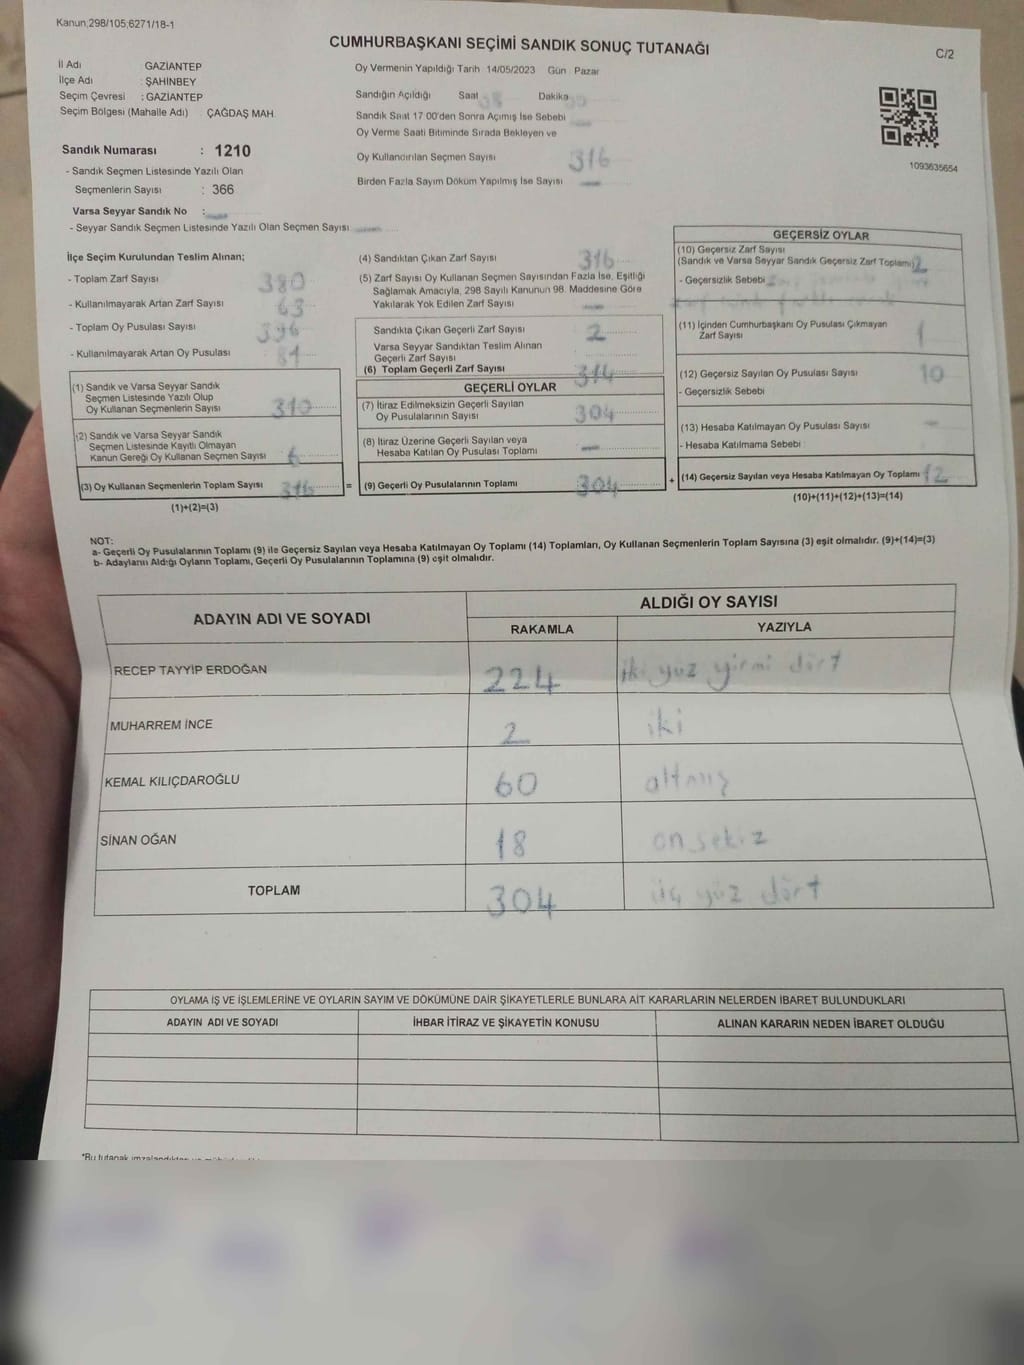 Kanun;298/105;6271/18-1
CUMHURBAŞKANI SEÇİMİ SANDIK SONUÇ TUTANAĞI
C/2
İl Adı GAZİANTEP
İlçe Adı : ŞAHİNBEY
Seçim Çevresi : GAZİANTEP
Seçim Bölgesi (Mahalle Adı) : ÇAĞDAŞ MAH.
Sandık Numarası : 1210
- Sandık Seçmen Listesinde Yazılı Olan
Seçmenlerin Sayısı : 366
Varsa Seyyar Sandık No :
- Seyyar Sandık Seçmen Listesinde Yazılı Olan Seçmen Sayısı
Oy Vermenin Yapıldığı Tarih 14/05/2023 Gün : Pazar
Sandığın Açıldığı Saat Dakika
Sandık Saat 17 00'den Sonra Açımış İse Sebebi
Oy Verme Saati Bitiminde Sırada Bekleyen ve
Oy Kullandırılan Seçmen Sayısı 316
Birden Fazla Sayım Döküm Yapılmış İse Sayısı —
1093635654
İlçe Seçim Kurulundan Teslim Alınan;
- Toplam Zarf Sayısı 380
- Kullanılmayarak Artan Zarf Sayısı 63
- Toplam Oy Pusulası Sayısı 396
- Kullanılmayarak Artan Oy Pusulası 81
(1) Sandık ve Varsa Seyyar Sandık
Seçmen Listesinde Yazılı Olup
Oy Kullanan Seçmenlerin Sayısı 310
(2) Sandık ve Varsa Seyyar Sandık
Seçmen Listesinde Kayıtlı Olmayan
Kanun Gereği Oy Kullanan Seçmen Sayısı 6
(3) Oy Kullanan Seçmenlerin Toplam Sayısı 316 =
(1)+(2)=(3)
(4) Sandıktan Çıkan Zarf Sayısı 316
(5) Zarf Sayısı Oy Kullanan Seçmen Sayısından Fazla İse, Eşitliği
Sağlamak Amacıyla, 298 Sayılı Kanunun 98. Maddesine Göre
Yakılarak Yok Edilen Zarf Sayısı —
Sandıkta Çıkan Geçerli Zarf Sayısı 2
Varsa Seyyar Sandıktan Teslim Alınan
Geçerli Zarf Sayısı
(6) Toplam Geçerli Zarf Sayısı 314
GEÇERLİ OYLAR
(7) İtiraz Edilmeksizin Geçerli Sayılan
Oy Pusulalarının Sayısı 304
(8) İtiraz Üzerine Geçerli Sayılan veya
Hesaba Katılan Oy Pusulası Toplamı —
(9) Geçerli Oy Pusulalarının Toplamı 304 +
GEÇERSİZ OYLAR
(10) Geçersiz Zarf Sayısı
(Sandık ve Varsa Seyyar Sandık Geçersiz Zarf Toplamı) 2
- Geçersizlik Sebebi
(11) İçinden Cumhurbaşkanı Oy Pusulası Çıkmayan
Zarf Sayısı 1
(12) Geçersiz Sayılan Oy Pusulası Sayısı 10
- Geçersizlik Sebebi
(13) Hesaba Katılmayan Oy Pusulası Sayısı —
- Hesaba Katılmama Sebebi
(14) Geçersiz Sayılan veya Hesaba Katılmayan Oy Toplamı 12
(10)+(11)+(12)+(13)=(14)
NOT:
a- Geçerli Oy Pusulalarının Toplamı (9) ile Geçersiz Sayılan veya Hesaba Katılmayan Oy Toplamı (14) Toplamları, Oy Kullanan Seçmenlerin Toplam Sayısına (3) eşit olmalıdır. (9)+(14)=(3)
b- Adayların Aldığı Oyların Toplamı, Geçerli Oy Pusulalarının Toplamına (9) eşit olmalıdır.
ADAYIN ADI VE SOYADI ALDIĞI OY SAYISI
RAKAMLA YAZIYLA
RECEP TAYYİP ERDOĞAN 224 iki yüz yirmi dört
MUHARREM İNCE 2 iki
KEMAL KILIÇDAROĞLU 60 altmış
SİNAN OĞAN 18 on sekiz
TOPLAM 304 üç yüz dört
OYLAMA İŞ VE İŞLEMLERİNE VE OYLARIN SAYIM VE DÖKÜMÜNE DAİR ŞİKAYETLERLE BUNLARA AİT KARARLARIN NELERDEN İBARET BULUNDUKLARI
ADAYIN ADI VE SOYADI İHBAR İTİRAZ VE ŞİKAYETİN KONUSU ALINAN KARARIN NEDEN İBARET OLDUĞU
*Bu tutanak